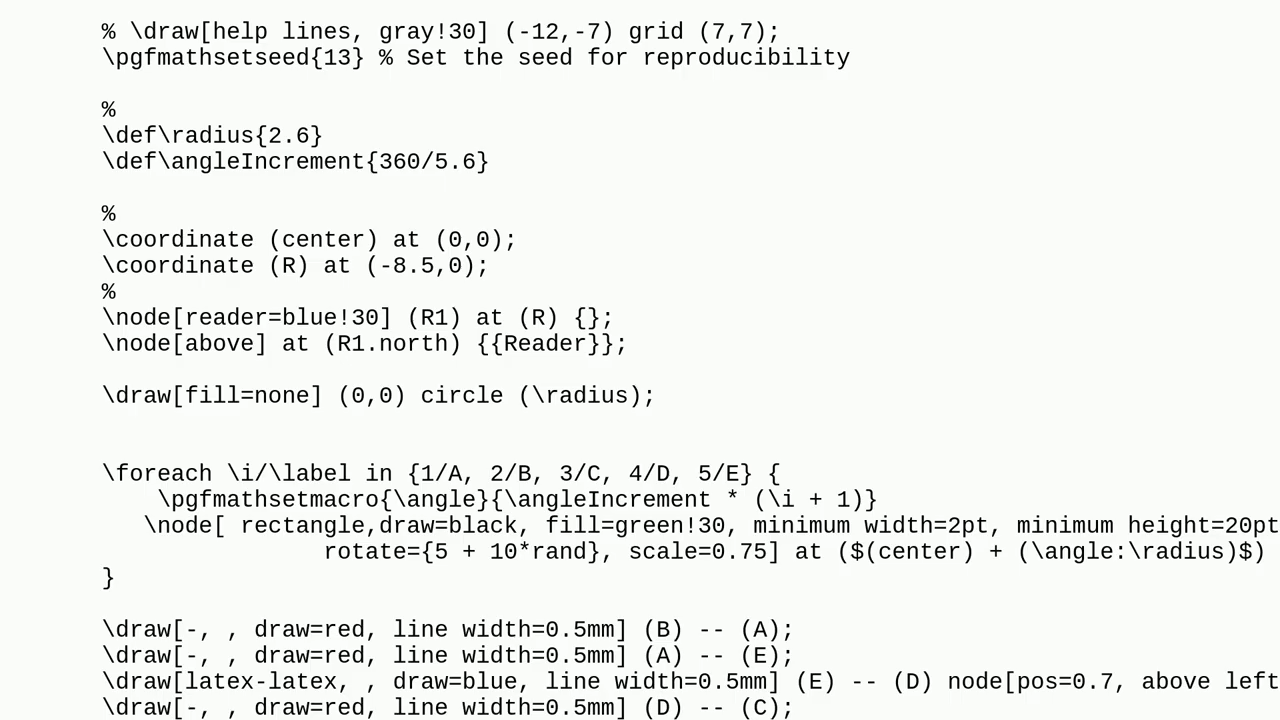 % \draw[help lines, gray!30] (-12,-7) grid (7,7);
\pgfmathsetseed{13} % Set the seed for reproducibility
%
\def\radius{2.6}
\def\angleIncrement{360/5.6}
%
\coordinate (center) at (0,0);
\coordinate (R) at (-8.5,0);
%
\node[reader=blue!30] (R1) at (R) {};
\node[above] at (R1.north) {{Reader}};
\draw[fill=none] (0,0) circle (\radius);
\foreach \i/\label in {1/A, 2/B, 3/C, 4/D, 5/E} {
\pgfmathsetmacro{\angle}{\angleIncrement * (\i + 1)}
\node[ rectangle,draw=black, fill=green!30, minimum width=2pt, minimum height=20pt
rotate={5 + 10*rand}, scale=0.75] at ($(center) + (\angle:\radius)$)
}
\draw[-, , draw=red, line width=0.5mm] (B) -- (A);
\draw[-, , draw=red, line width=0.5mm] (A) -- (E);
\draw[latex-latex, , draw=blue, line width=0.5mm] (E) -- (D) node[pos=0.7, above left
\draw[-, , draw=red, line width=0.5mm] (D) -- (C);